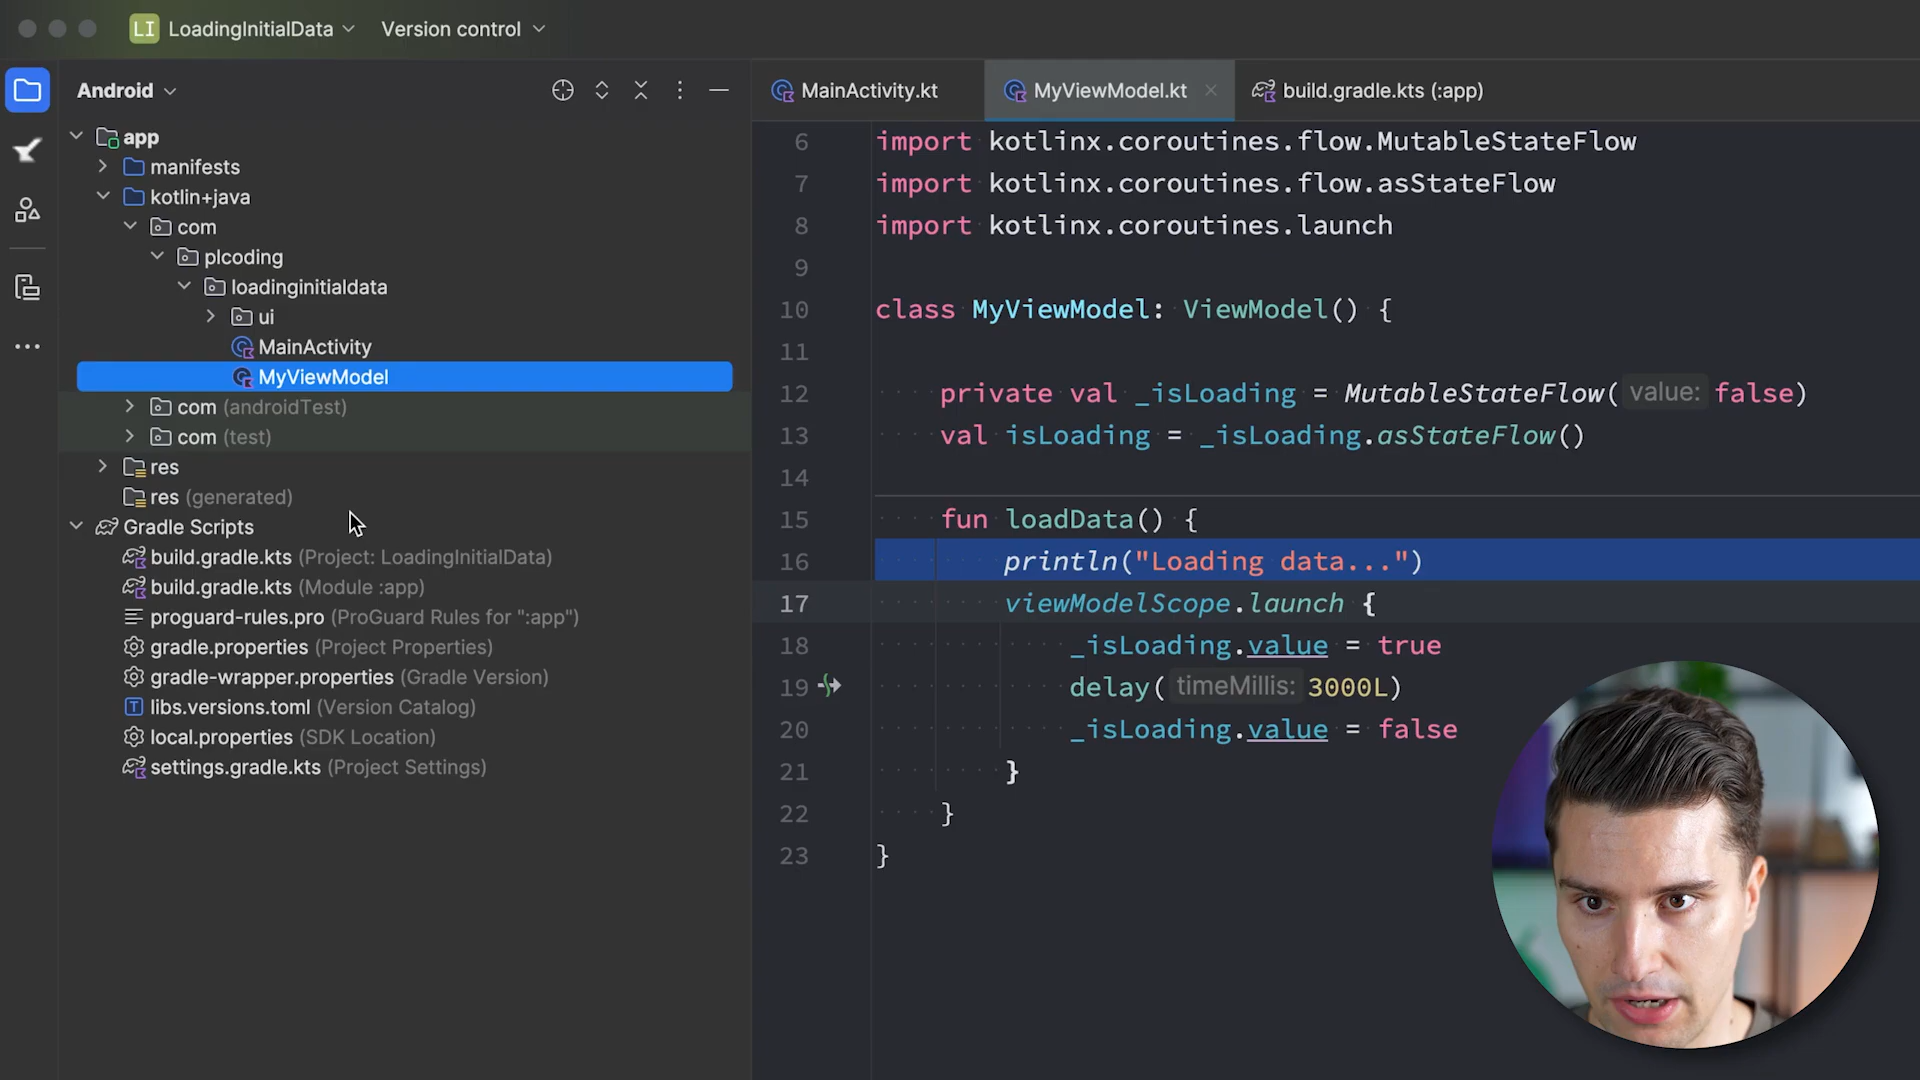 LI LoadingInitialData Version control
Android
app
manifests
kotlin+java
com
plcoding
loadinginitialdata
ui
MainActivity
MyViewModel
com (androidTest)
com (test)
res
res (generated)
Gradle Scripts
build.gradle.kts (Project: LoadingInitialData)
build.gradle.kts (Module :app)
proguard-rules.pro (ProGuard Rules for ":app")
gradle.properties (Project Properties)
gradle-wrapper.properties (Gradle Version)
libs.versions.toml (Version Catalog)
local.properties (SDK Location)
settings.gradle.kts (Project Settings)
MainActivity.kt MyViewModel.kt build.gradle.kts (:app)
6 import kotlinx.coroutines.flow.MutableStateFlow
7 import kotlinx.coroutines.flow.asStateFlow
8 import kotlinx.coroutines.launch
9
10 class MyViewModel: ViewModel() {
11
12 private val _isLoading = MutableStateFlow( value: false)
13 val isLoading = _isLoading.asStateFlow()
14
15 fun loadData() {
16 println("Loading data...")
17 viewModelScope.launch {
18 _isLoading.value = true
19 delay( timeMillis: 3000L)
20 _isLoading.value = false
21 }
22 }
23 }